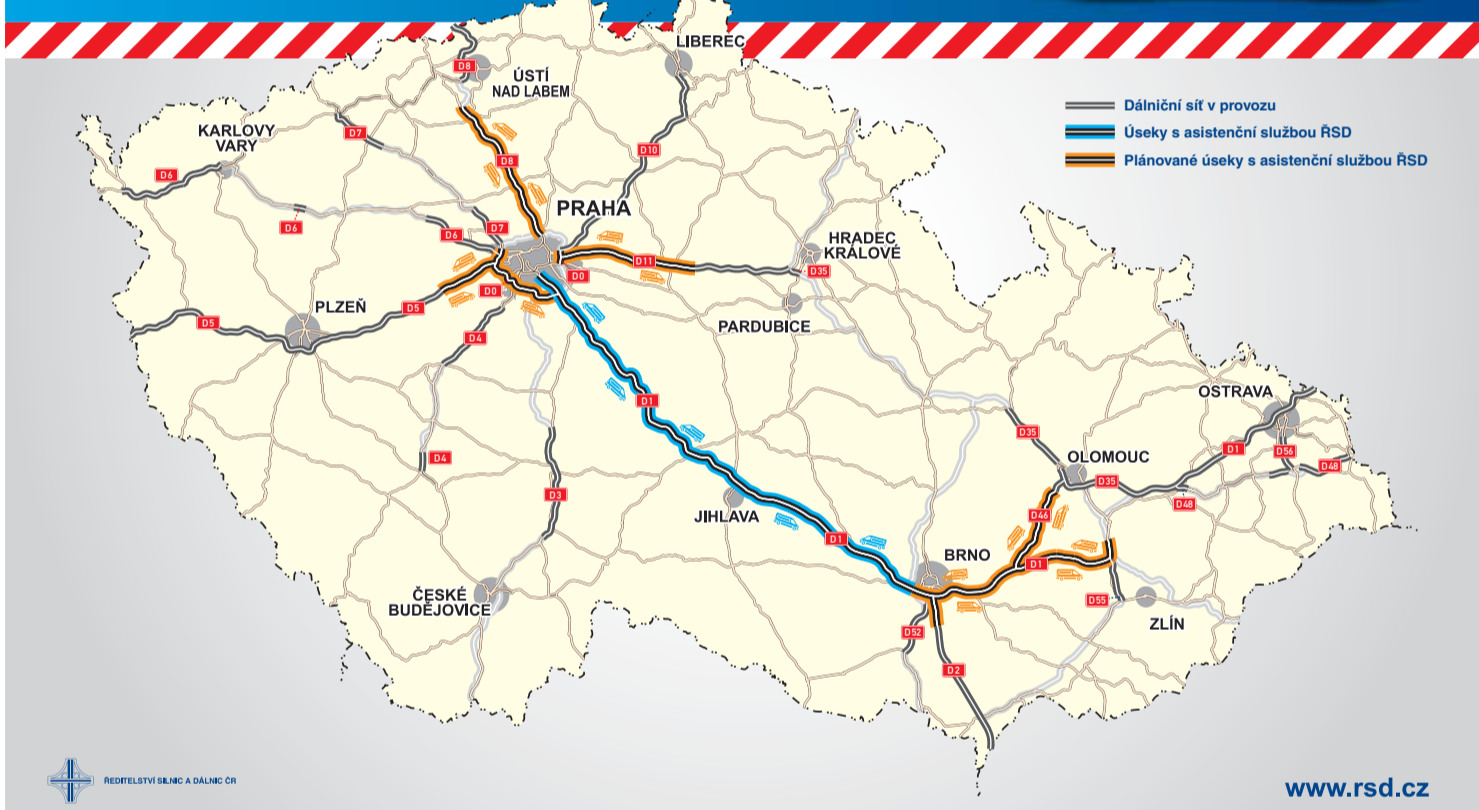 LIBEREC
D8
ÚSTÍ
NAD LABEM
Dálniční síť v provozu
Úseky s asistenční službou ŘSD
Plánované úseky s asistenční službou ŘSD
KARLOVY
VARY
D7
D6
D8
D10
D6
PRAHA
D7
D6
HRADEC
KRÁLOVÉ
D11
D35
D0
D0
PLZEŇ
D5
D5
PARDUBICE
D4
D1
OSTRAVA
D35
D1
D56
D4
OLOMOUC
D48
D35
D3
D48
JIHLAVA
D46
D1
BRNO
D1
ČESKÉ
BUDĚJOVICE
D55
ZLÍN
D52
D2
ŘEDITELSTVÍ SILNIC A DÁLNIC ČR
www.rsd.cz